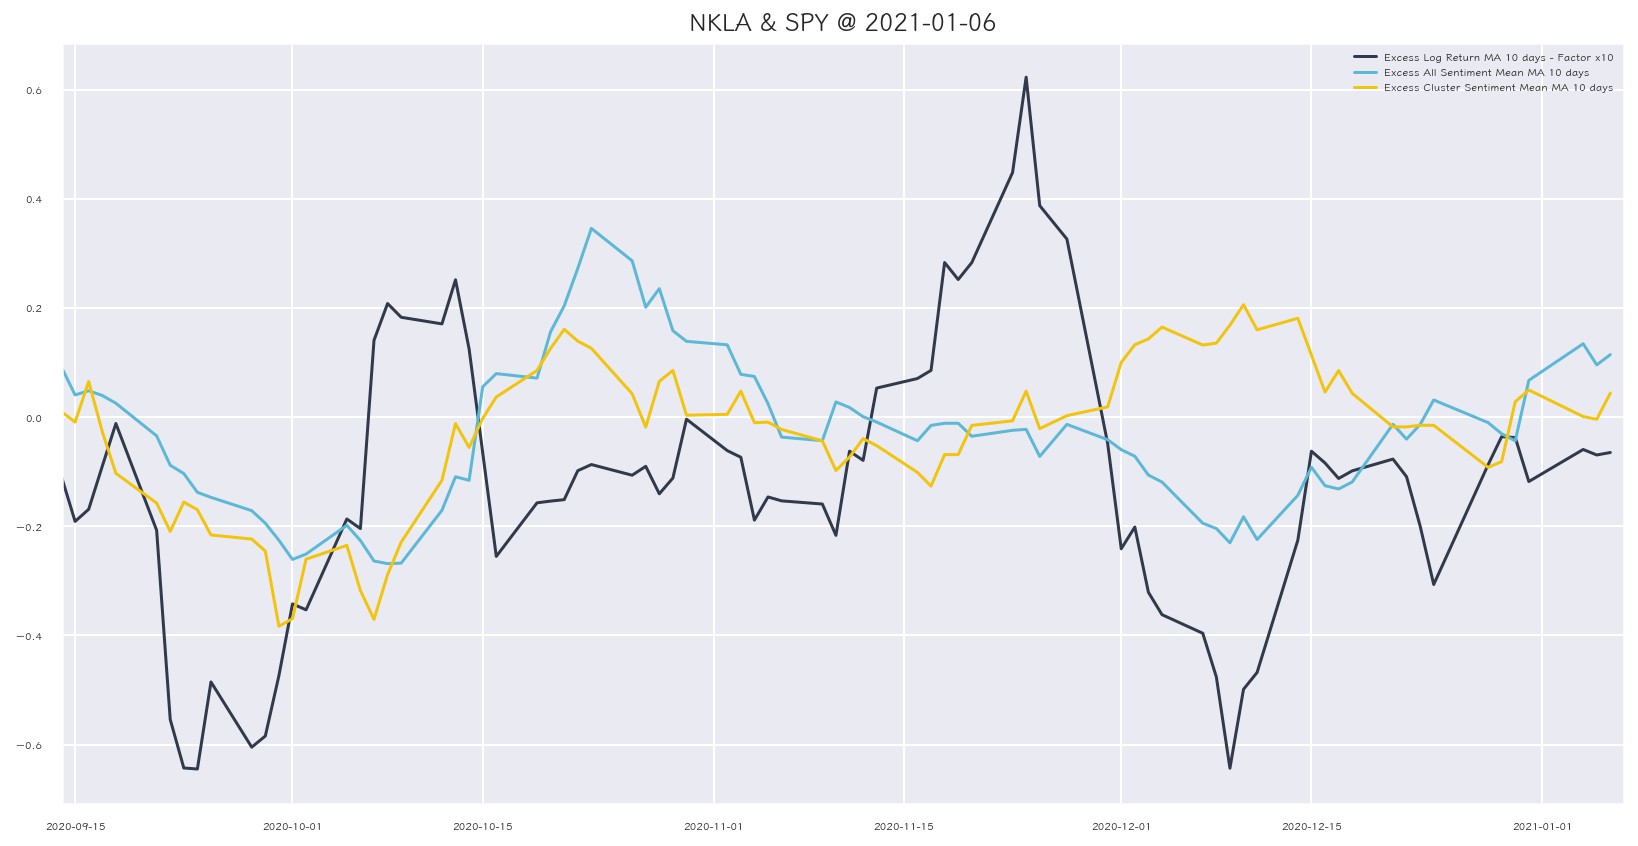 NKLA & SPY @ 2021-01-06
Excess Log Return MA 10 days - Factor x10
Excess All Sentiment Mean MA 10 days
Excess Cluster Sentiment Mean MA 10 days
0.6
0.4
0.2
0.0
−0.2
−0.4
−0.6
2020-09-15 2020-10-01 2020-10-15 2020-11-01 2020-11-15 2020-12-01 2020-12-15 2021-01-01